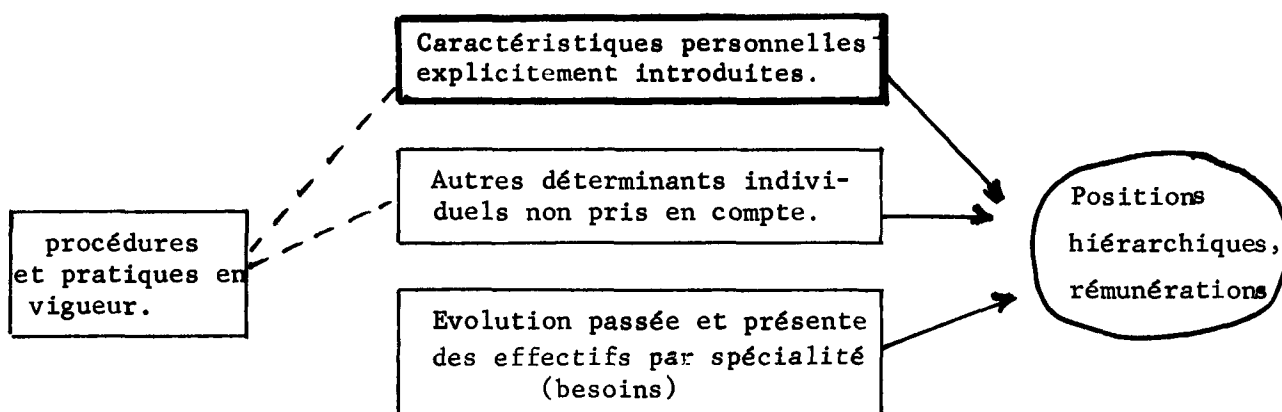 Caractéristiques personnelles
explicitement introduites.
Autres déterminants indivi-
duels non pris en compte.
procédures
et pratiques en
vigueur.
Evolution passée et présente
des effectifs par spécialité
(besoins)
Positions
hiérarchiques,
rémunérations